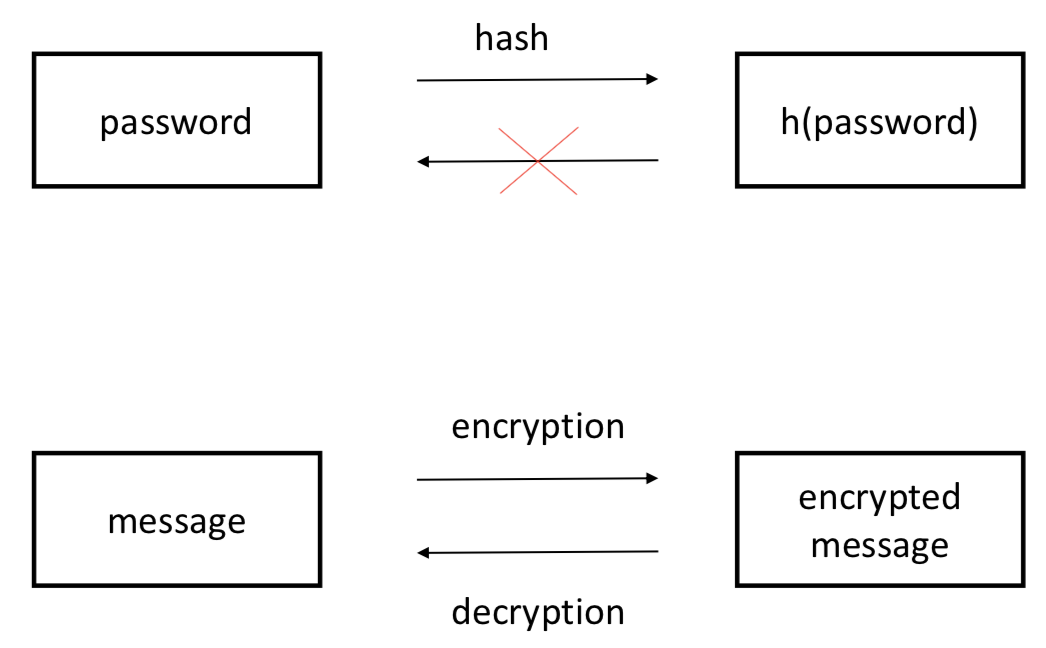 hash
password
h(password)
encryption
message
encrypted
message
decryption